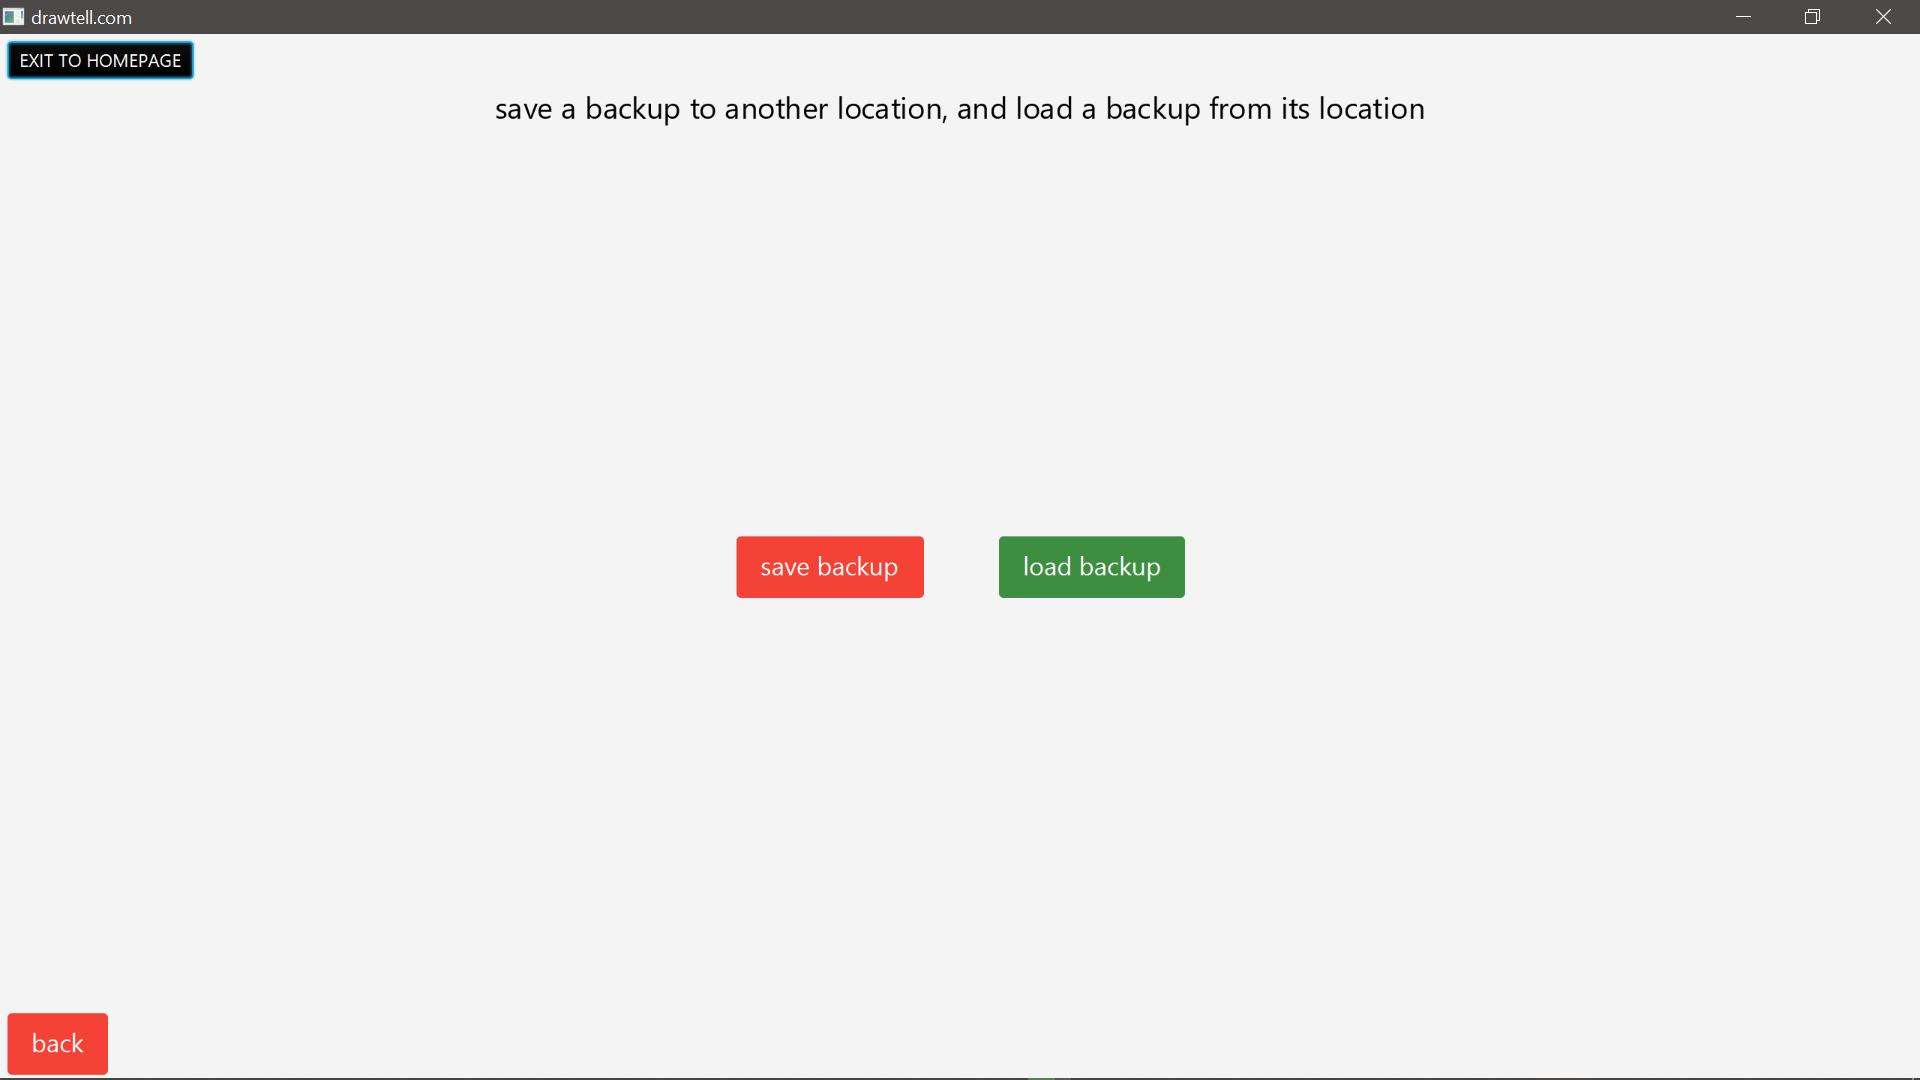 drawtell.com
EXIT TO HOMEPAGE
save a backup to another location, and load a backup from its location
save backup
load backup
back